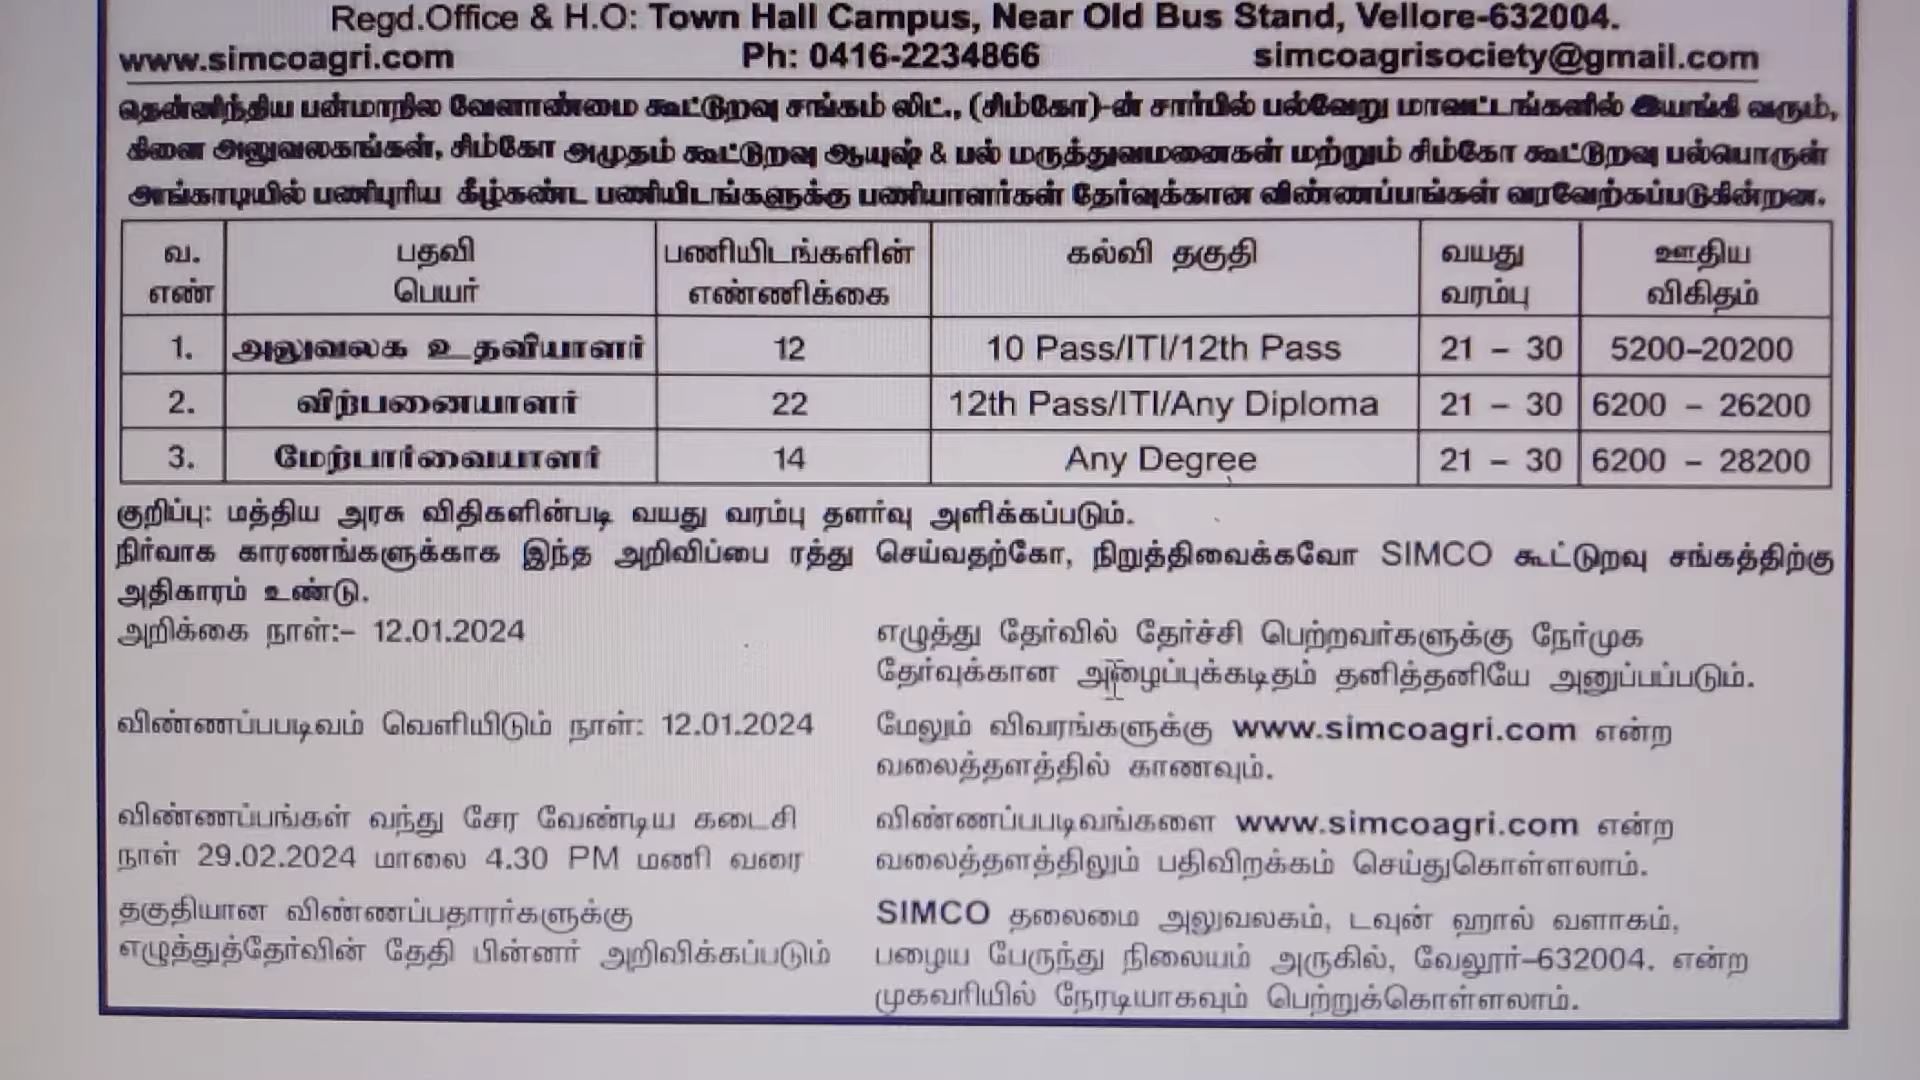 Regd.Office & H.O: Town Hall Campus, Near Old Bus Stand, Vellore-632004.
www.simcoagri.com Ph: 0416-2234866 simcoagrisociety@gmail.com
தென்னிந்திய பன்மாநில வேளாண்மை கூட்டுறவு சங்கம் லிட்., (சிம்கோ)-ன் சார்பில் பல்வேறு மாவட்டங்களில் இயங்கி வரும்,
கிளை அலுவலகங்கள், சிம்கோ அமுதம் கூட்டுறவு ஆயுஷ் & பல் மருத்துவமனைகள் மற்றும் சிம்கோ கூட்டுறவு பல்பொருள்
அங்காடியில் பணிபுரிய கீழ்கண்ட பணியிடங்களுக்கு பணியாளர்கள் தேர்வுக்கான விண்ணப்பங்கள் வரவேற்கப்படுகின்றன.
வ. எண் பதவி பெயர் பணியிடங்களின் எண்ணிக்கை கல்வி தகுதி வயது வரம்பு ஊதிய விகிதம்
1. அலுவலக உதவியாளர் 12 10 Pass/ITI/12th Pass 21 – 30 5200–20200
2. விற்பனையாளர் 22 12th Pass/ITI/Any Diploma 21 – 30 6200 – 26200
3. மேற்பார்வையாளர் 14 Any Degree 21 – 30 6200 – 28200
குறிப்பு: மத்திய அரசு விதிகளின்படி வயது வரம்பு தளர்வு அளிக்கப்படும்.
நிர்வாக காரணங்களுக்காக இந்த அறிவிப்பை ரத்து செய்வதற்கோ, நிறுத்திவைக்கவோ SIMCO கூட்டுறவு சங்கத்திற்கு
அதிகாரம் உண்டு.
அறிக்கை நாள்:– 12.01.2024
விண்ணப்பபடிவம் வெளியிடும் நாள்: 12.01.2024
விண்ணப்பங்கள் வந்து சேர வேண்டிய கடைசி
நாள் 29.02.2024 மாலை 4.30 PM மணி வரை
தகுதியான விண்ணப்பதாரர்களுக்கு
எழுத்துத்தேர்வின் தேதி பின்னர் அறிவிக்கப்படும்
எழுத்து தேர்வில் தேர்ச்சி பெற்றவர்களுக்கு நேர்முக
தேர்வுக்கான அழைப்புக்கடிதம் தனித்தனியே அனுப்பப்படும்.
மேலும் விவரங்களுக்கு www.simcoagri.com என்ற
வலைத்தளத்தில் காணவும்.
விண்ணப்பபடிவங்களை www.simcoagri.com என்ற
வலைத்தளத்திலும் பதிவிறக்கம் செய்துகொள்ளலாம்.
SIMCO தலைமை அலுவலகம், டவுன் ஹால் வளாகம்,
பழைய பேருந்து நிலையம் அருகில், வேலூர்–632004. என்ற
முகவரியில் நேரடியாகவும் பெற்றுக்கொள்ளலாம்.